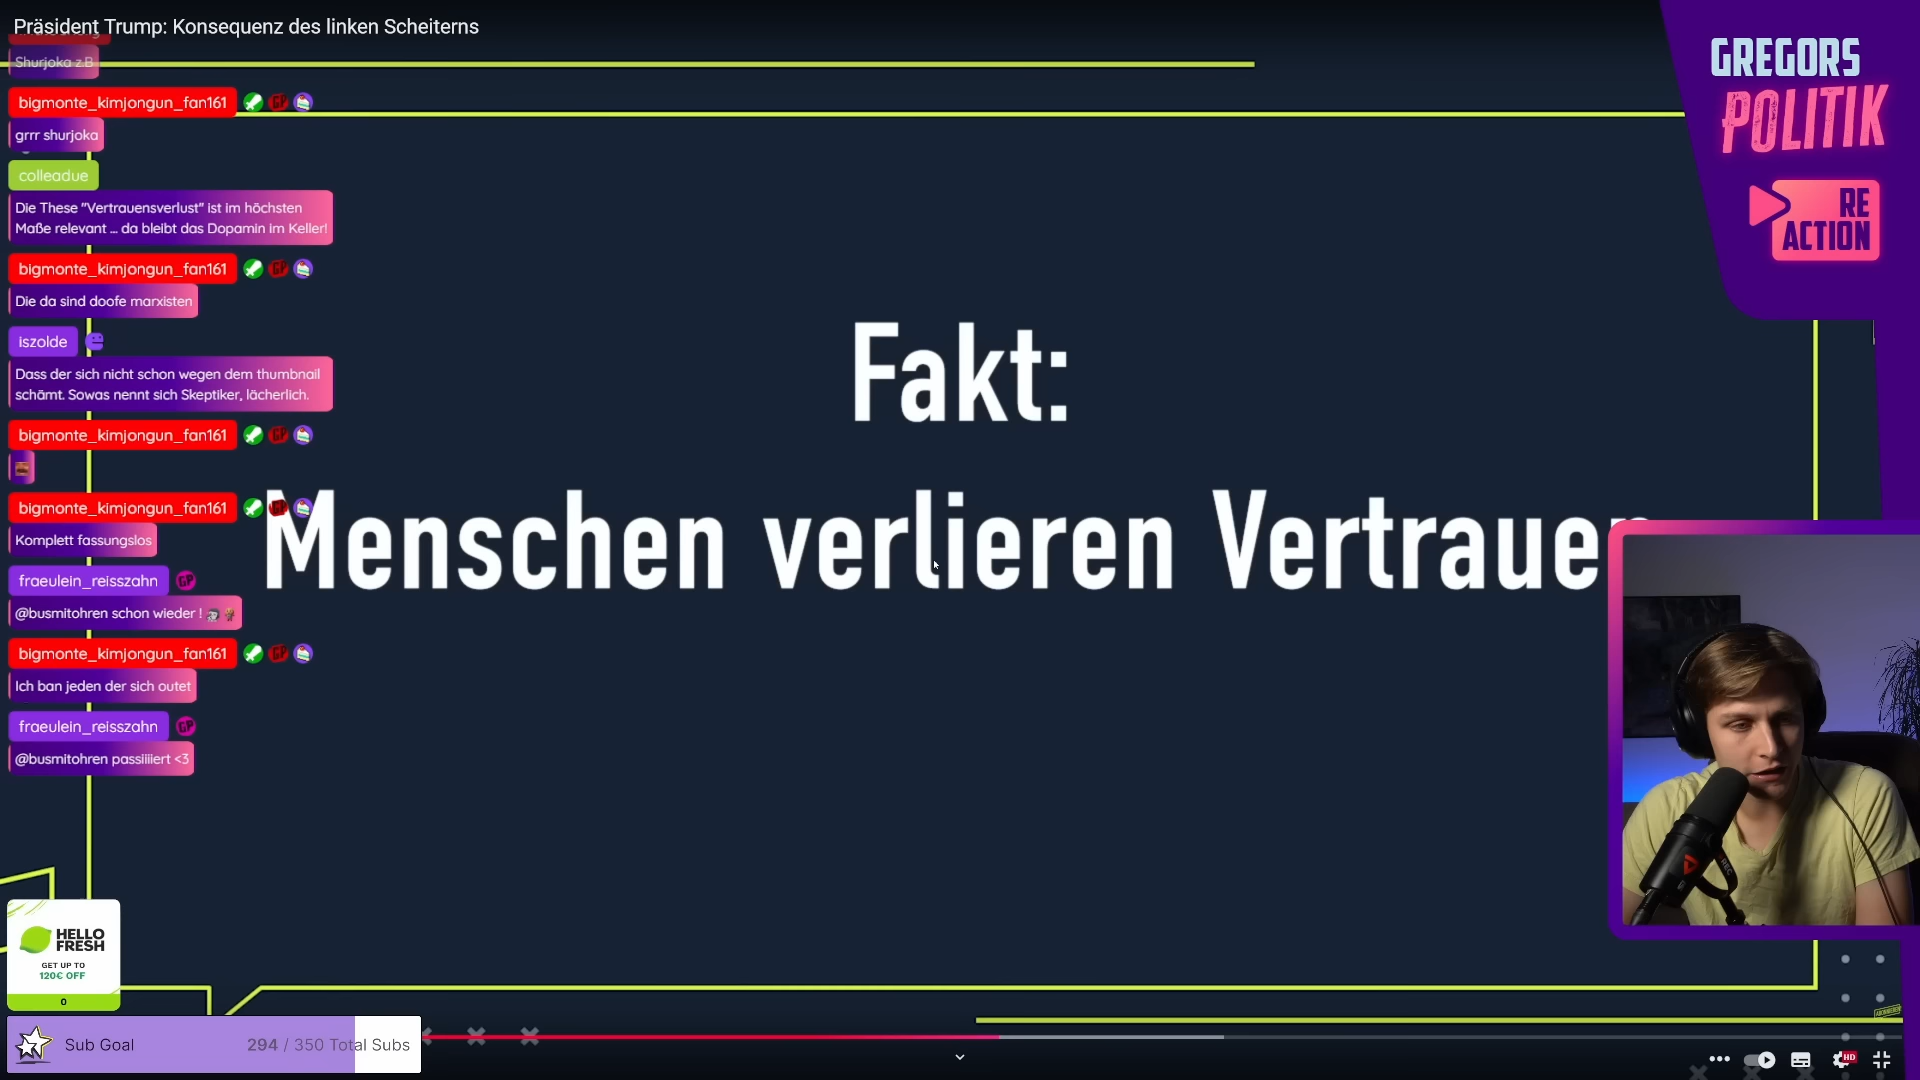 Präsident Trump: Konsequenz des linken Scheiterns
Shurjoka z.B
bigmonte_kimjongun_fan161
grrr shurjoka
colleadue
Die These "Vertrauensverlust" ist im höchsten
Maße relevant ... da bleibt das Dopamin im Keller!
bigmonte_kimjongun_fan161
Die da sind doofe marxisten
iszolde
Dass der sich nicht schon wegen dem thumbnail
schämt. Sowas nennt sich Skeptiker, lächerlich.
bigmonte_kimjongun_fan161
bigmonte_kimjongun_fan161
Komplett fassungslos
fraeulein_reisszahn
@busmitohren schon wieder !
bigmonte_kimjongun_fan161
Ich ban jeden der sich outet
fraeulein_reisszahn
@busmitohren passiiiiert <3
Fakt:
Menschen verlieren Vertrauen
GREGORS
POLITIK
RE
ACTION
HELLO
FRESH
GET UP TO
120€ OFF
0
Sub Goal 294 / 350 Total Subs
HD